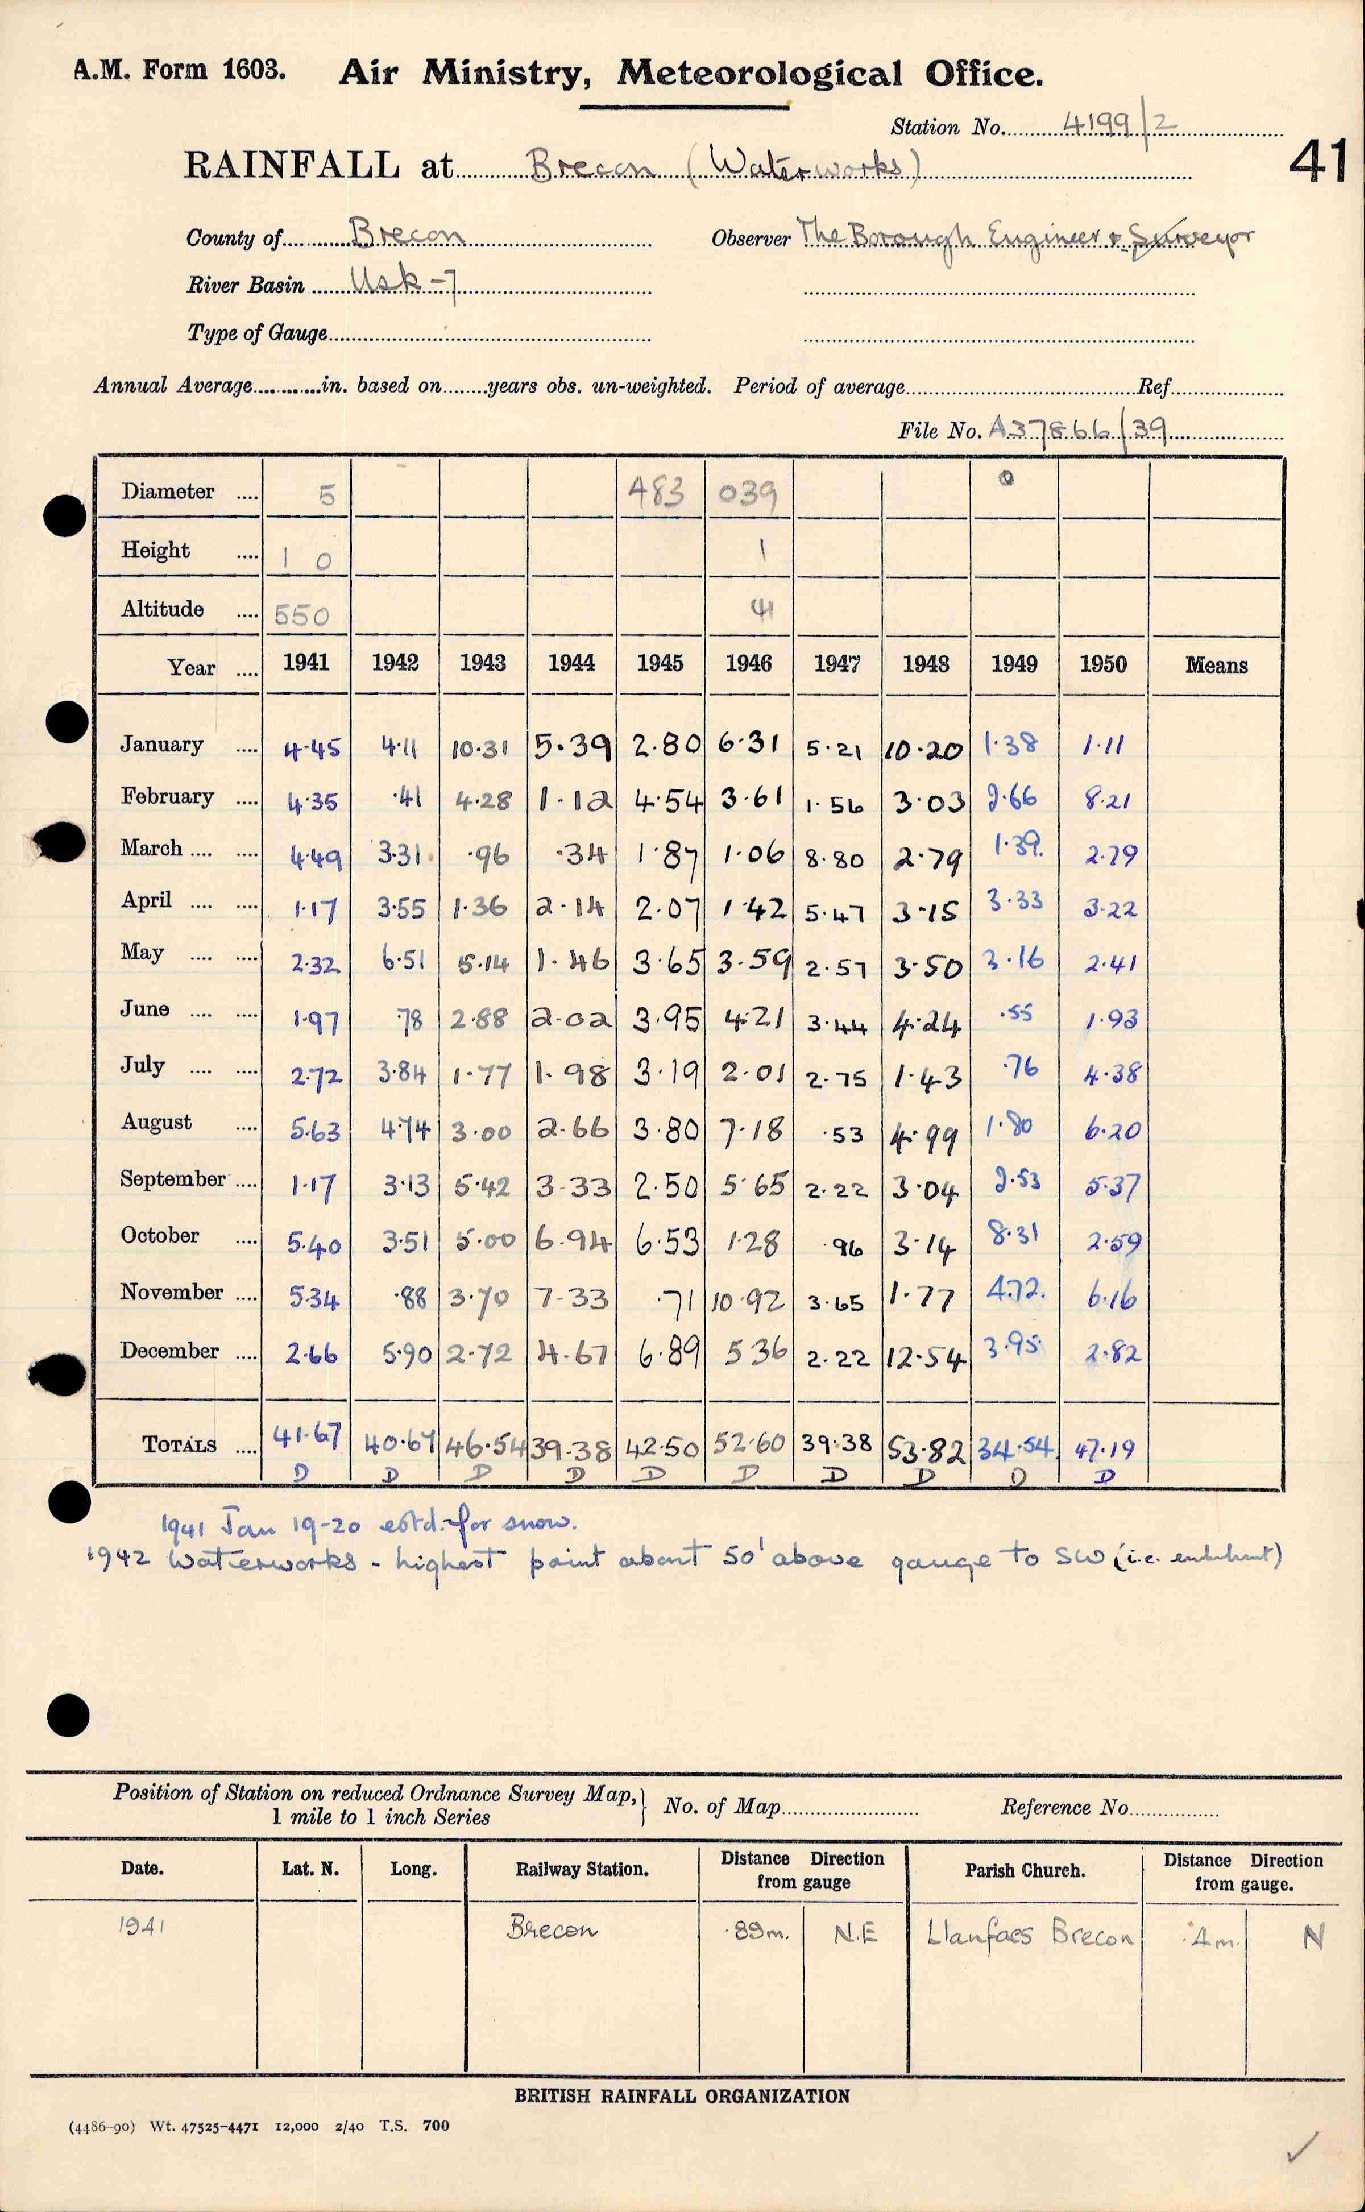 A.M. Form 1603. Air Ministry, Meteorological Office.
Station No. 4199/2
41
RAINFALL at Brecon (Waterworks)
County of Brecon Observer The Borough Engineer & Surveyor
River Basin Usk-7
Type of Gauge
Annual Average in. based on years obs. un-weighted. Period of average Ref.
File No. A37866/39
Diameter 5 483 039
Height 1 0 1
Altitude 550 41
Year 1941 1942 1943 1944 1945 1946 1947 1948 1949 1950 Means
January 4.45 4.11 10.31 5.39 2.80 6.31 5.21 10.20 1.38 1.11
February 4.35 .41 4.28 1.12 4.54 3.61 1.56 3.03 2.66 8.21
March 4.49 3.31 .96 .34 1.87 1.06 8.80 2.79 1.39 2.79
April 1.17 3.55 1.36 2.14 2.07 1.42 5.47 3.15 3.33 3.22
May 2.32 6.51 5.14 1.46 3.65 3.59 2.57 3.50 3.16 2.41
June 1.97 .78 2.88 2.02 3.95 4.21 3.44 4.24 .55 1.93
July 2.72 3.84 1.77 1.98 3.19 2.01 2.75 1.43 .76 4.38
August 5.63 4.74 3.00 2.66 3.80 7.18 .53 4.99 1.80 6.20
September 1.17 3.13 5.42 3.33 2.50 5.65 2.22 3.04 2.53 5.37
October 5.40 3.51 5.00 6.94 6.53 1.28 .96 3.14 8.31 2.59
November 5.34 .88 3.70 7.33 .71 10.92 3.65 1.77 4.72 6.16
December 2.66 5.90 2.72 4.67 6.89 5.36 2.22 12.54 3.95 2.82
TOTALS 41.67 40.67 46.54 39.38 42.50 52.60 39.38 53.82 34.54 47.19
D D D D D D D D D D
1941 Jan 19-20 estd. for snow.
1942 Waterworks - highest point about 50' above gauge to SW (i.e.
Position of Station on reduced Ordnance Survey Map, No. of Map Reference No.
1 mile to 1 inch Series
Date. Lat. N. Long. Railway Station. Distance Direction from gauge Parish Church. Distance Direction from gauge.
1941 Brecon .89m. N.E Llanfaes Brecon .4m. N
BRITISH RAINFALL ORGANIZATION
(4486-90) Wt. 47525-4471 12,000 2/40 T.S. 700